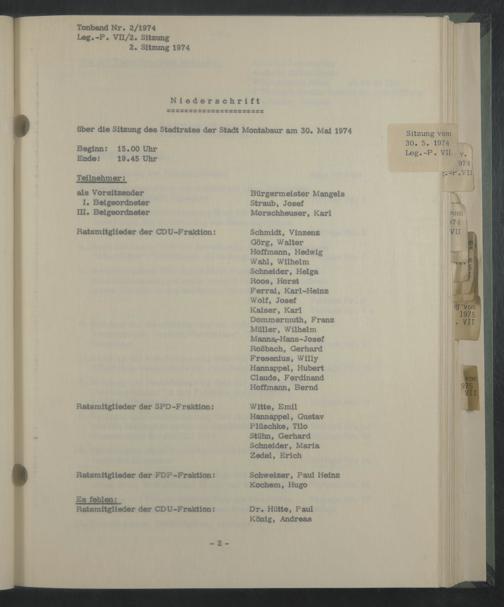 Tonband Nr. 2/1974
Leg.-P. VII/2. Sitzung
2. Sitzung 1974
Niederschrift
======================
über die Sitzung des Stadtrates der Stadt Montabaur am 30. Mai 1974
Sitzung vom
30. 5. 1974
Leg.-P. VII
Beginn: 15.00 Uhr
Ende: 19.45 Uhr
Teilnehmer:
als Vorsitzender Bürgermeister Mangels
I. Beigeordneter Straub, Josef
III. Beigeordneter Morschheuser, Karl
Ratsmitglieder der CDU-Fraktion: Schmidt, Vinzenz
Görg, Walter
Hoffmann, Hedwig
Wahl, Wilhelm
Schneider, Helga
Roos, Horst
Ferrai, Karl-Heinz
Wolf, Josef
Kaiser, Karl
Dommermuth, Franz
Müller, Wilhelm
Manns, Hans-Josef
Roßbach, Gerhard
Fresenius, Willy
Hannappel, Hubert
Claude, Ferdinand
Hoffmann, Bernd
Ratsmitglieder der SPD-Fraktion: Witte, Emil
Hannappel, Gustav
Plüschke, Tilo
Stühn, Gerhard
Schneider, Maria
Zedel, Erich
Ratsmitglieder der FDP-Fraktion: Schweizer, Paul Heinz
Kochem, Hugo
Es fehlen:
Ratsmitglieder der CDU-Fraktion: Dr. Hütte, Paul
König, Andreas
- 2 -